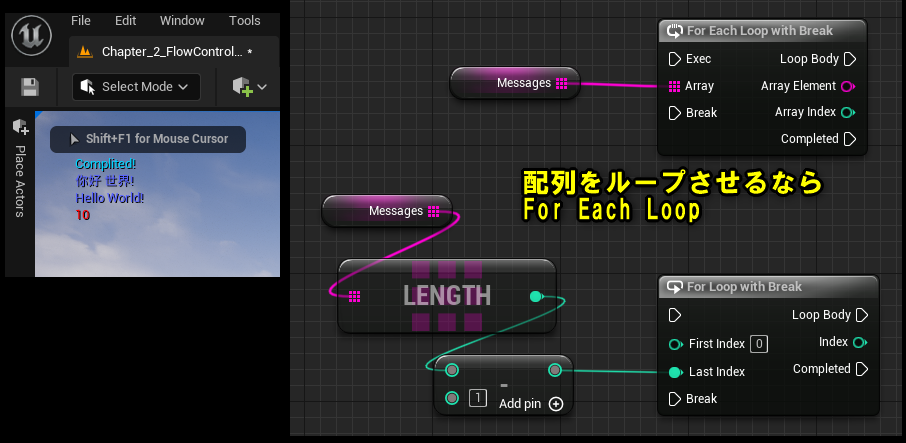 File Edit Window Tools
Chapter_2_FlowControl... *
Select Mode
Place Actors
Shift+F1 for Mouse Cursor
Complited!
你好 世界!
Hello World!
10
Messages
For Each Loop with Break
Exec Loop Body
Array Array Element
Break Array Index
Completed
配列をループさせるなら
For Each Loop
Messages
LENGTH
-
1
Add pin
For Loop with Break
Loop Body
First Index 0 Index
Last Index Completed
Break